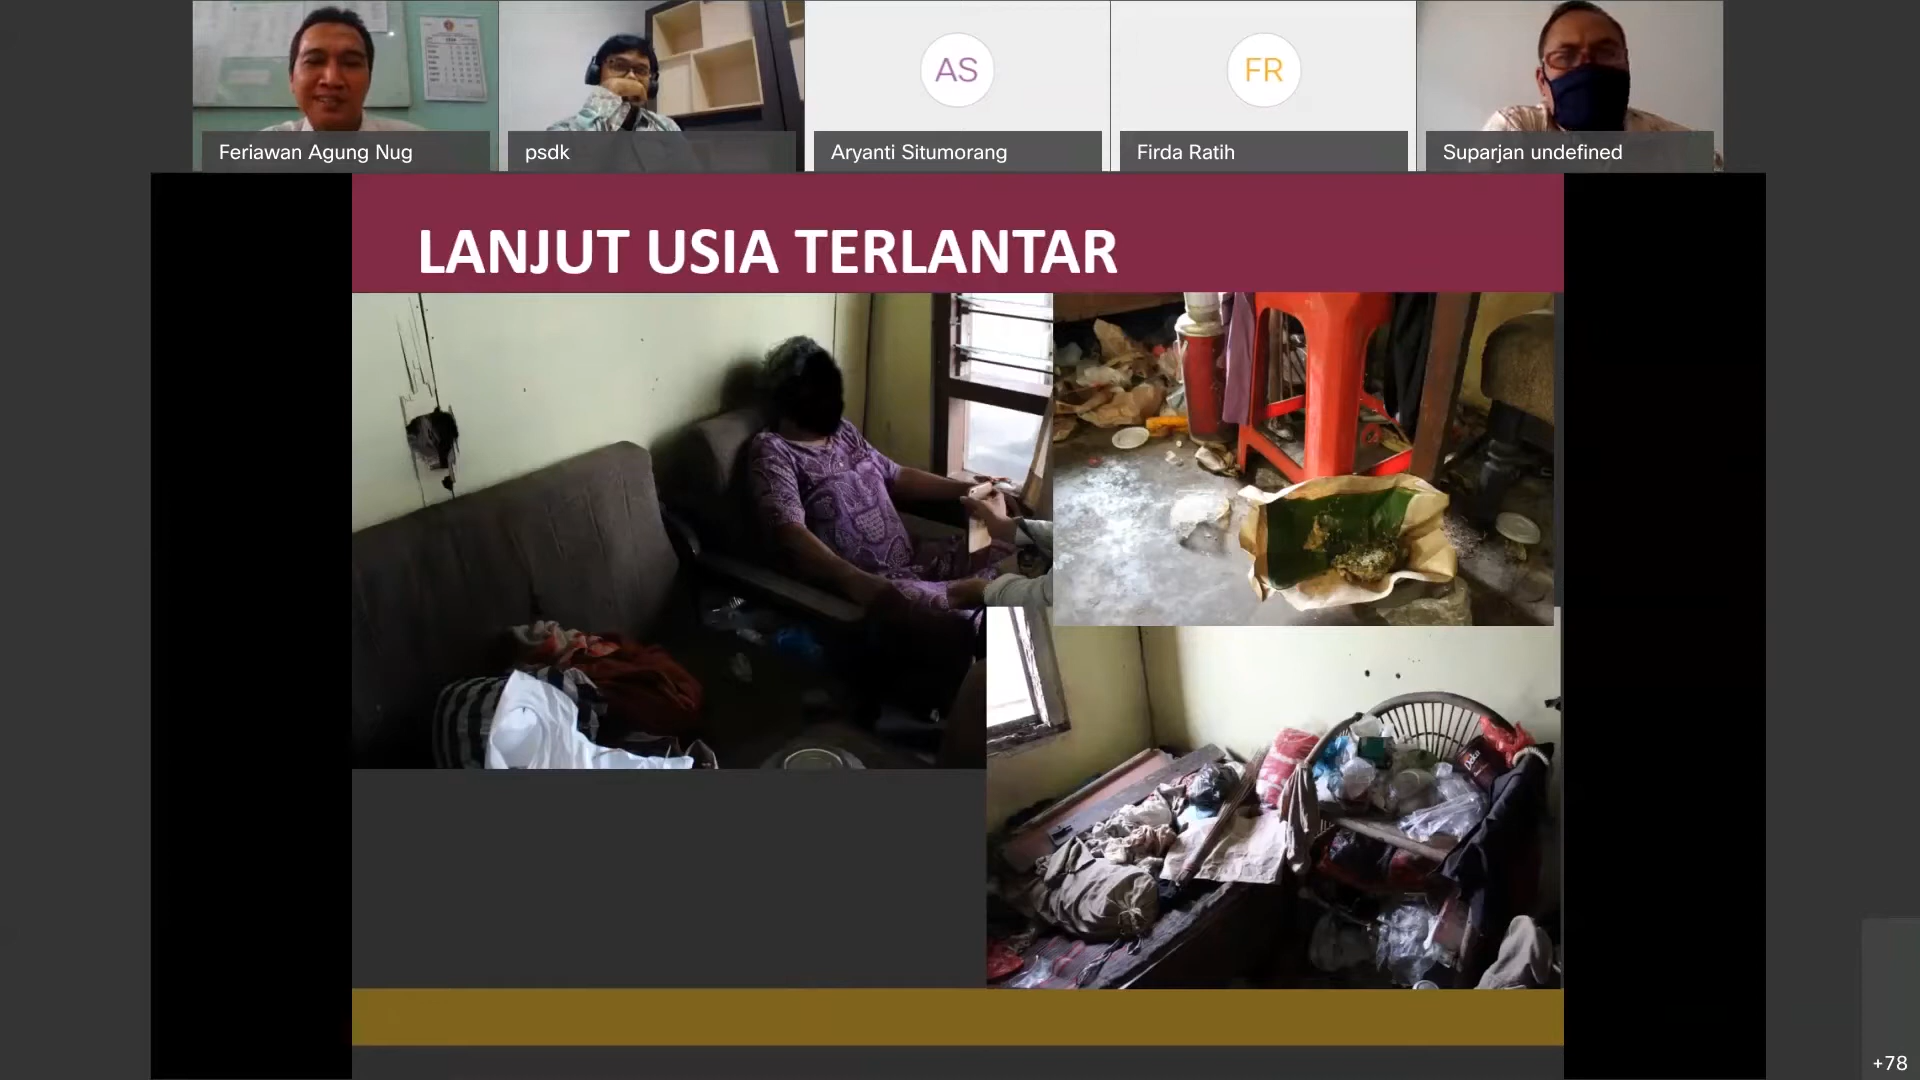 AS
FR
Feriawan Agung Nug
psdk
Aryanti Situmorang
Firda Ratih
Suparjan undefined
LANJUT USIA TERLANTAR
+78